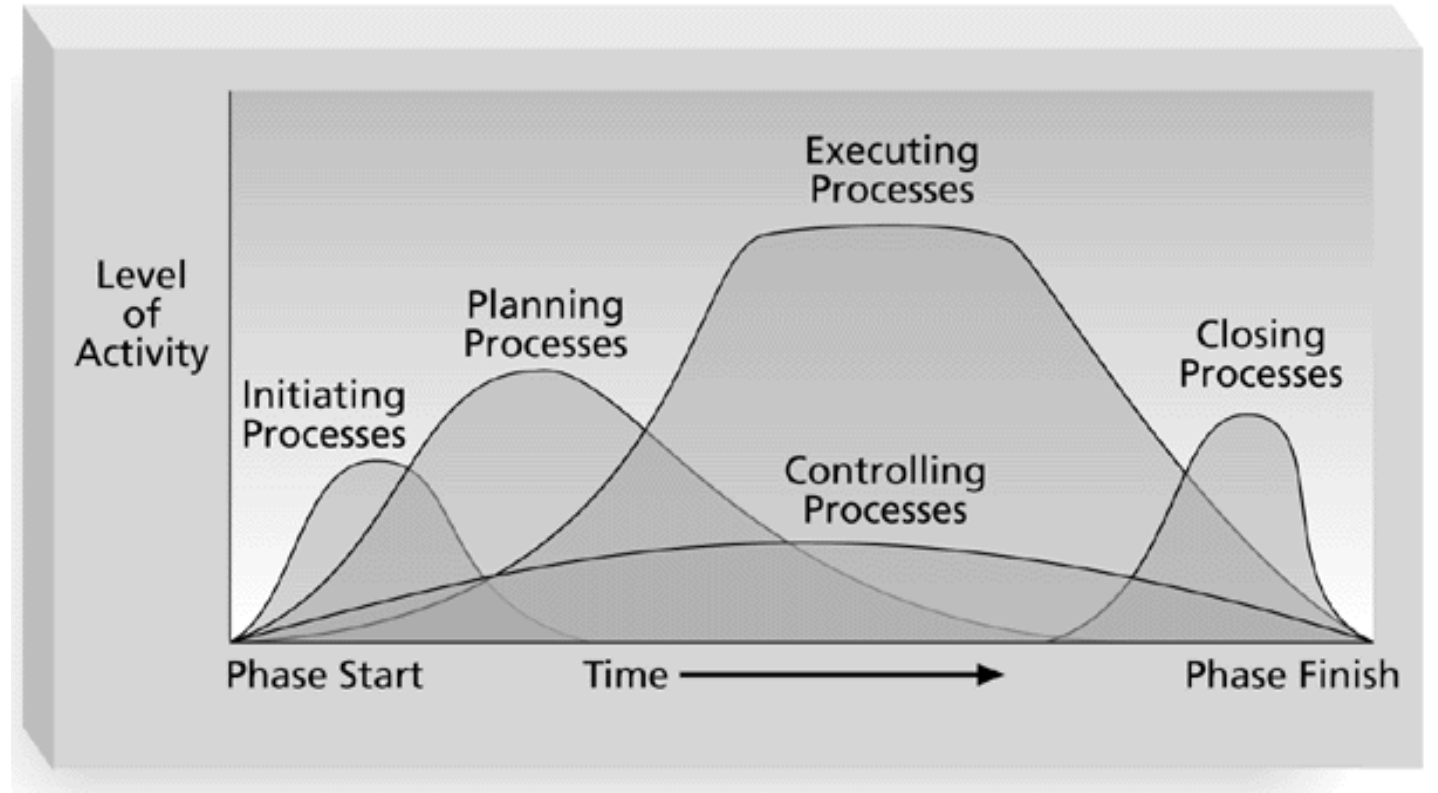 Executing
Processes
Level
of
Activity
Planning
Processes
Closing
Processes
Initiating
Processes
Controlling
Processes
Phase Start
Time
Phase Finish